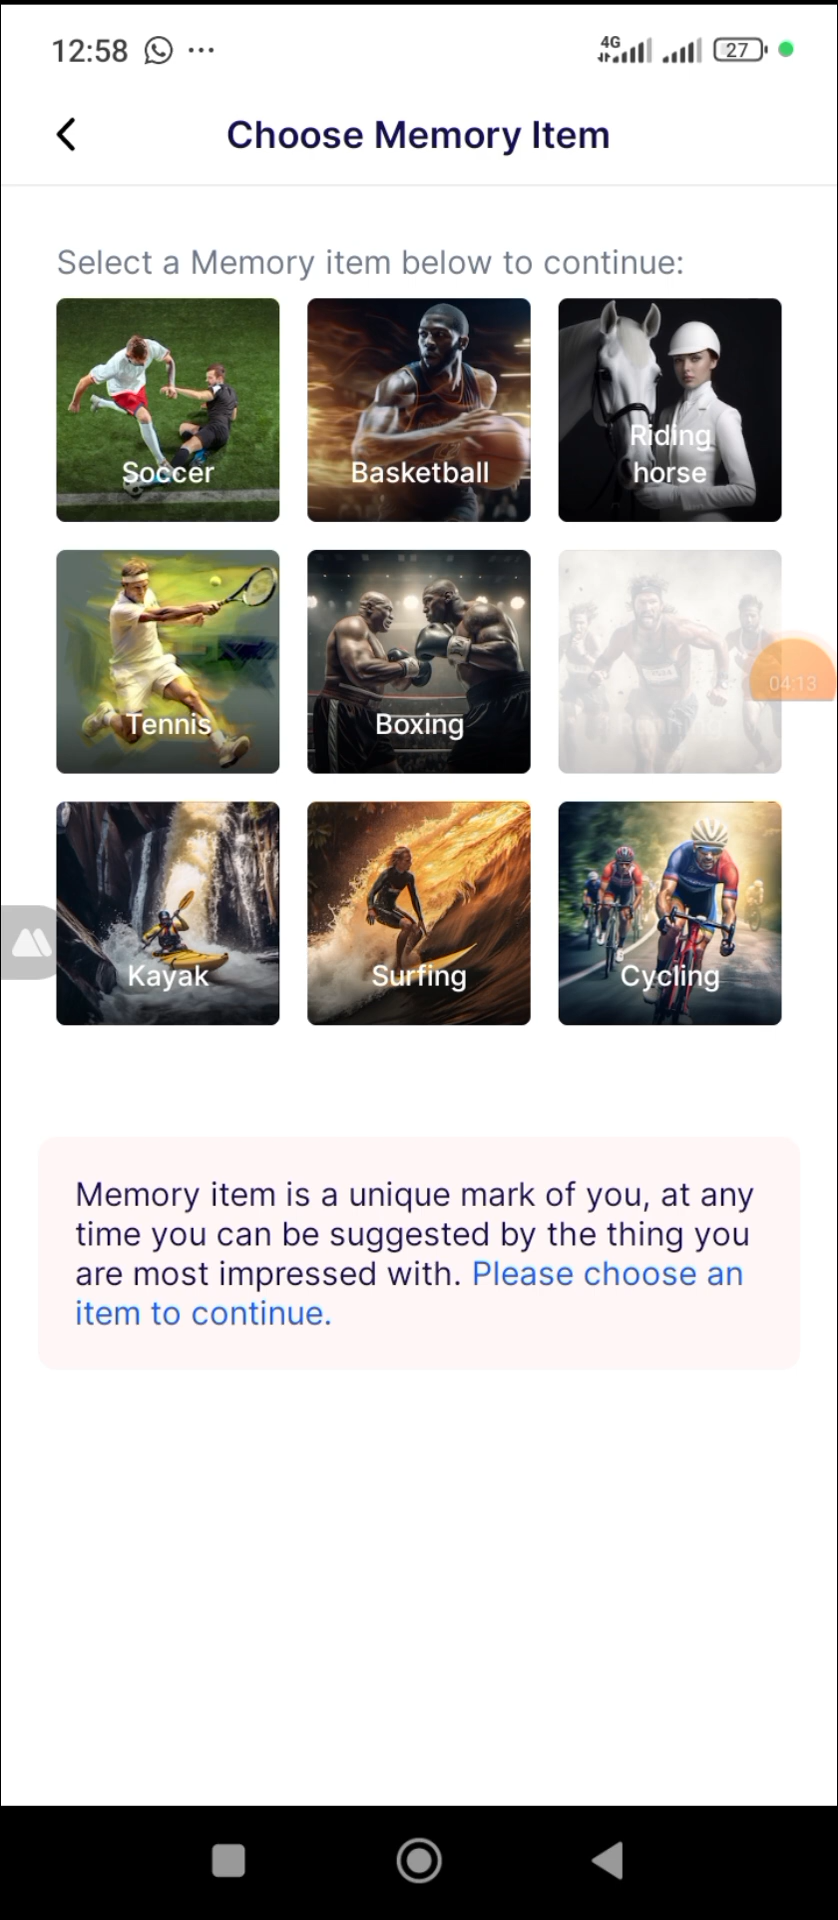 12:58
4G
27
Choose Memory Item
Select a Memory item below to continue:
Soccer
Basketball
Riding
horse
Tennis
Boxing
Running
04:13
Kayak
Surfing
Cycling
Memory item is a unique mark of you, at any
time you can be suggested by the thing you
are most impressed with. Please choose an
item to continue.